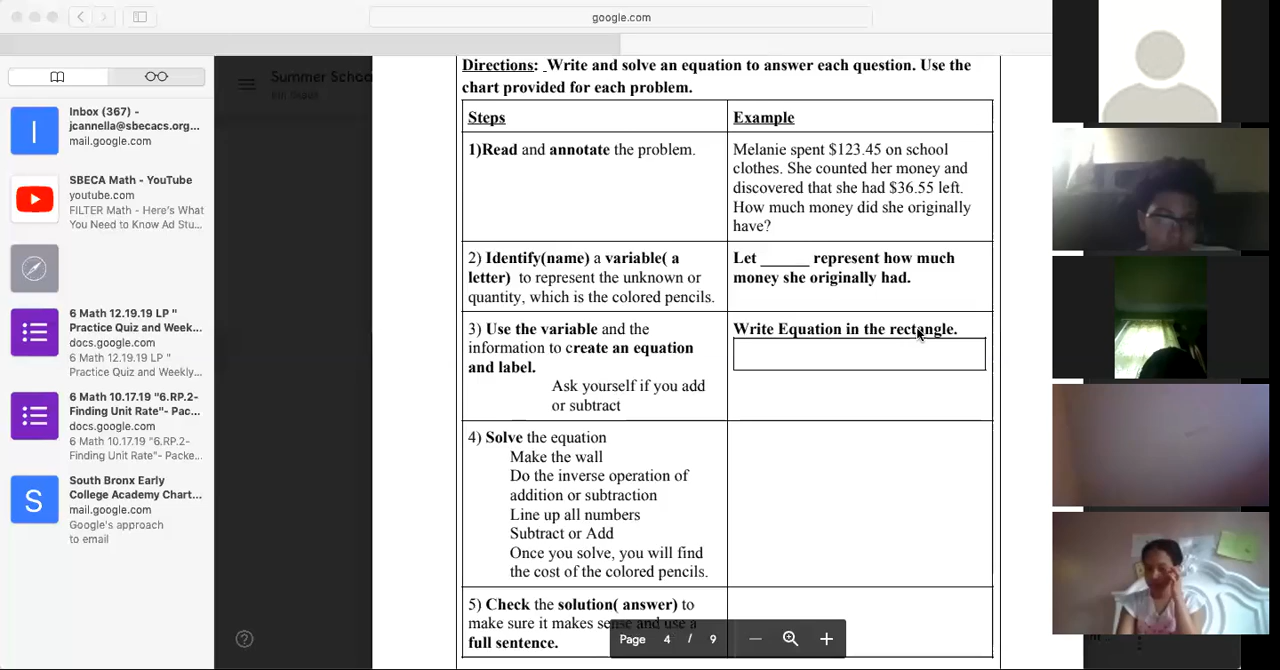 google.com
Inbox (367) -
jcannella@sbecacs.org...
mail.google.com
SBECA Math - YouTube
youtube.com
FILTER Math - Here's What
You Need to Know Ad Stu...
6 Math 12.19.19 LP "
Practice Quiz and Week...
docs.google.com
6 Math 12.19.19 LP "
Practice Quiz and Weekly...
6 Math 10.17.19 "6.RP.2-
Finding Unit Rate"- Pac...
docs.google.com
6 Math 10.17.19 "6.RP.2-
Finding Unit Rate"- Packe...
S
South Bronx Early
College Academy Chart...
mail.google.com
Google's approach
to email
Summer Schoo
Directions: Write and solve an equation to answer each question. Use the
chart provided for each problem.
Steps
Example
1)Read and annotate the problem.
Melanie spent $123.45 on school
clothes. She counted her money and
discovered that she had $36.55 left.
How much money did she originally
have?
2) Identify(name) a variable( a
letter) to represent the unknown or
quantity, which is the colored pencils.
Let ______ represent how much
money she originally had.
3) Use the variable and the
information to create an equation
and label.
Ask yourself if you add
or subtract
Write Equation in the rectangle.
4) Solve the equation
Make the wall
Do the inverse operation of
addition or subtraction
Line up all numbers
Subtract or Add
Once you solve, you will find
the cost of the colored pencils.
5) Check the solution( answer) to
make sure it makes sense and use a
full sentence.
Page 4 / 9